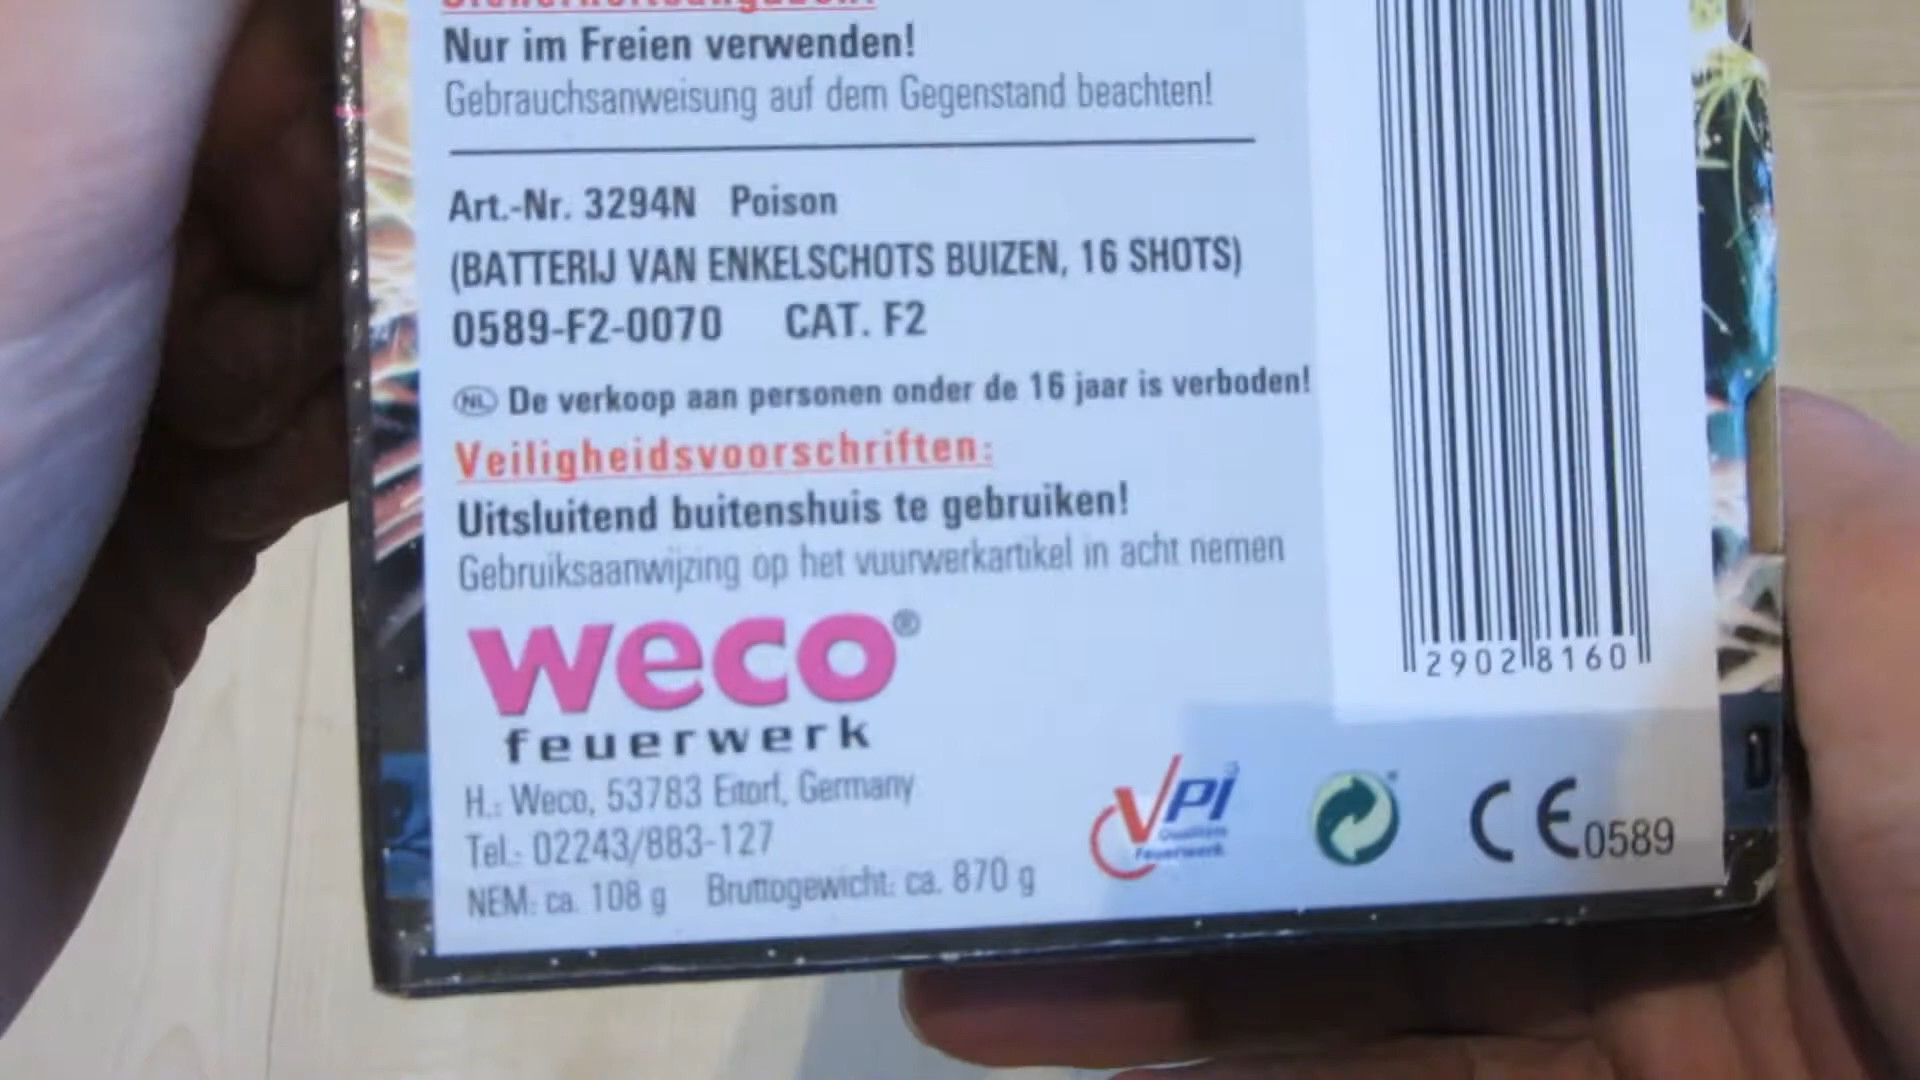 Sicherheitsangaben:
Nur im Freien verwenden!
Gebrauchsanweisung auf dem Gegenstand beachten!
Art.-Nr. 3294N Poison
(BATTERIJ VAN ENKELSCHOTS BUIZEN, 16 SHOTS)
0589-F2-0070 CAT. F2
NL De verkoop aan personen onder de 16 jaar is verboden!
Veiligheidsvoorschriften:
Uitsluitend buitenshuis te gebruiken!
Gebruiksaanwijzing op het vuurwerkartikel in acht nemen
weco®
feuerwerk
H.: Weco, 53783 Eitorf, Germany
Tel.: 02243/883-127
NEM: ca. 108 g Bruttogewicht: ca. 870 g
2902 8160
VPi
Qualitäts
Feuerwerk
CE 0589
D